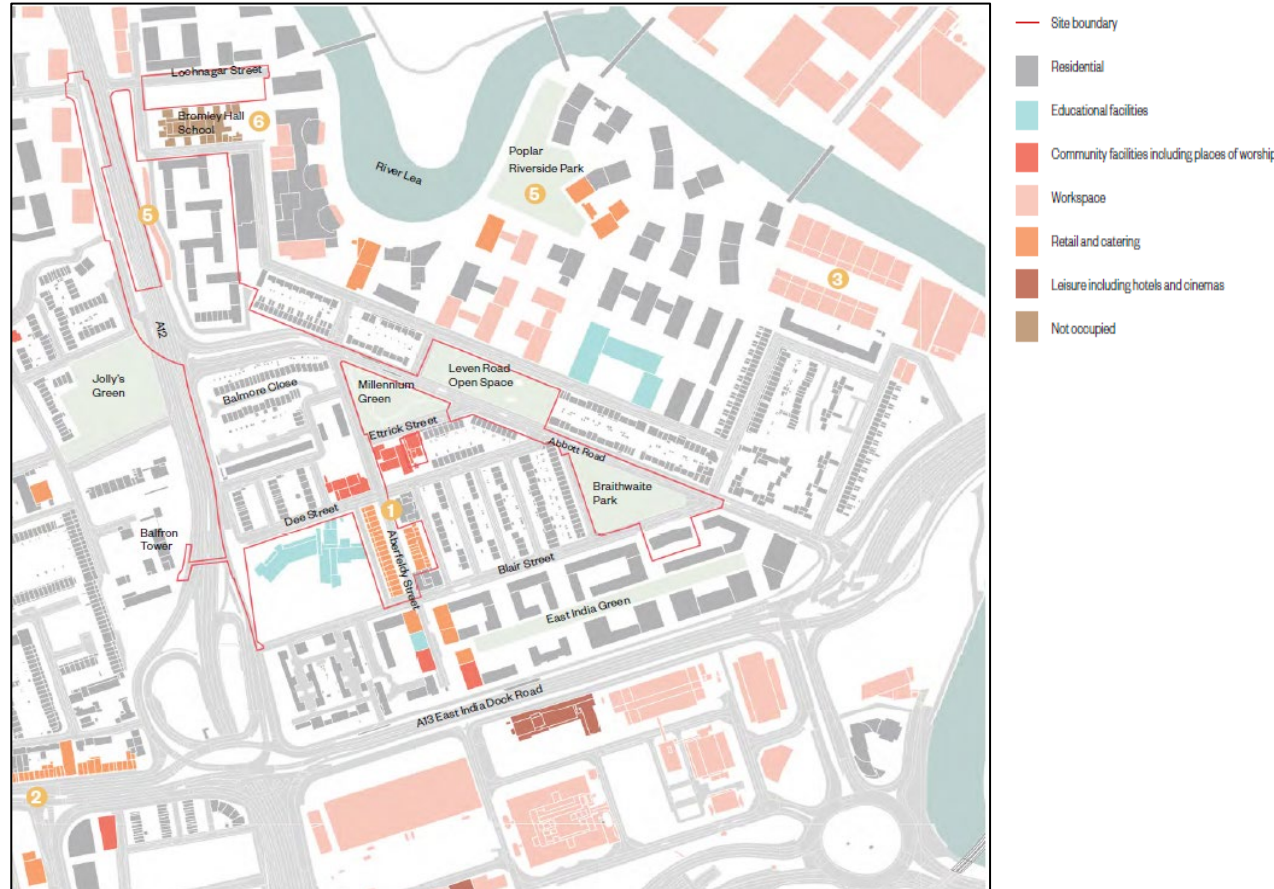 Lochnagar Street
Bromley Hall
School
6
River Lea
Poplar
Riverside Park
5
5
3
A12
Jolly's
Green
Balmore Close
Millennium
Green
Leven Road
Open Space
Ettrick Street
Abbott Road
Braithwaite
Park
Dee Street
1
Aberfeldy Street
Balfron
Tower
Blair Street
East India Green
A13 East India Dock Road
2
Site boundary
Residential
Educational facilities
Community facilities including places of worship
Workspace
Retail and catering
Leisure including hotels and cinemas
Not occupied